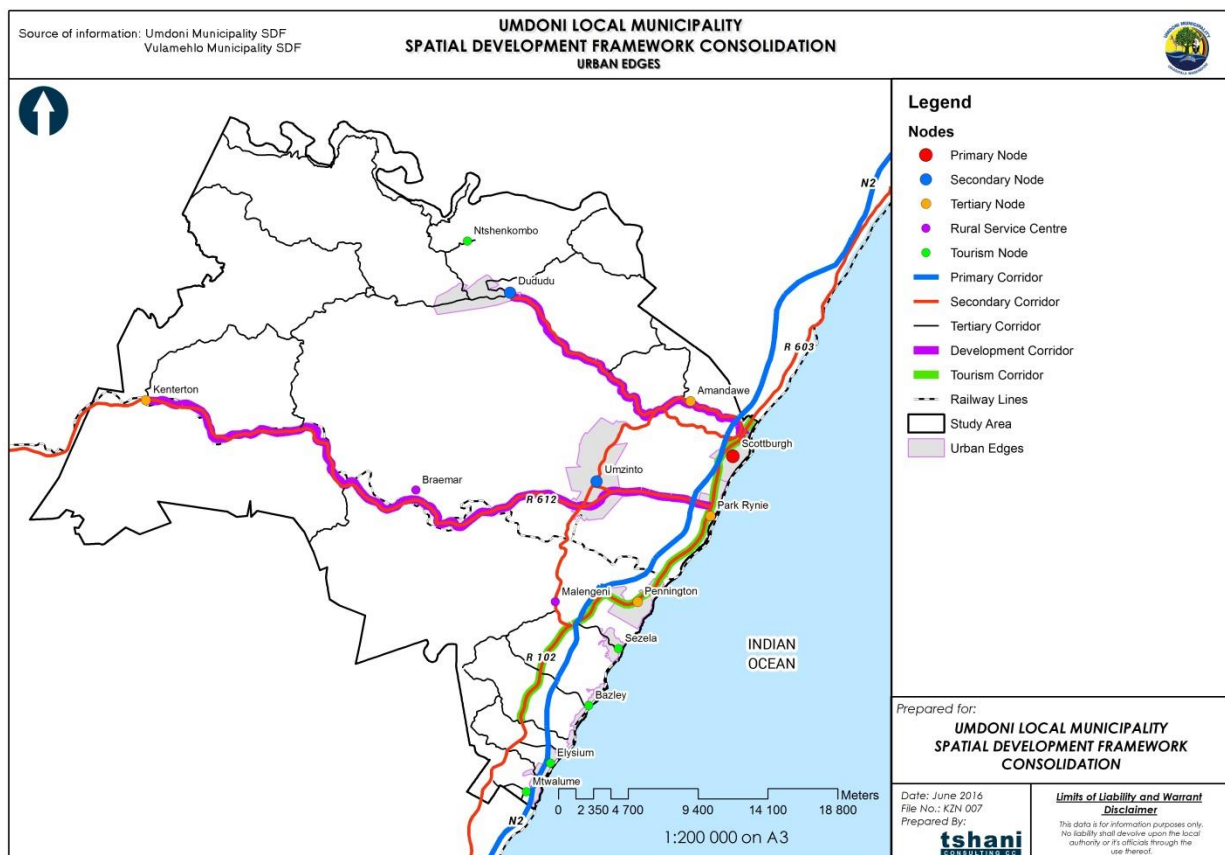 Source of information: Umdoni Municipality SDF
Vulamehlo Municipality SDF
UMDONI LOCAL MUNICIPALITY
SPATIAL DEVELOPMENT FRAMEWORK CONSOLIDATION
URBAN EDGES
UMDONI MUNICIPALITY
Legend
Nodes
Primary Node
Secondary Node
Tertiary Node
Rural Service Centre
Tourism Node
Primary Corridor
Secondary Corridor
Tertiary Corridor
Development Corridor
Tourism Corridor
Railway Lines
Study Area
Urban Edges
N2
Ntshenkombo
Dududu
R 603
Kenterton
Amandawe
Scottburgh
Umzinto
Braemar
R 612
Park Rynie
Malengeni
Pennington
Sezela
INDIAN
OCEAN
R 102
Bazley
Elysium
Mtwalume
N2
Meters
0 2 350 4 700 9 400 14 100 18 800
1:200 000 on A3
Prepared for:
UMDONI LOCAL MUNICIPALITY
SPATIAL DEVELOPMENT FRAMEWORK
CONSOLIDATION
Date: June 2016
File No.: KZN 007
Prepared By:
tshani
CONSULTING CC
Limits of Liability and Warrant
Disclaimer
This data is for information purposes only.
No liability shall devolve upon the local
authority or it's officials through the
use thereof.